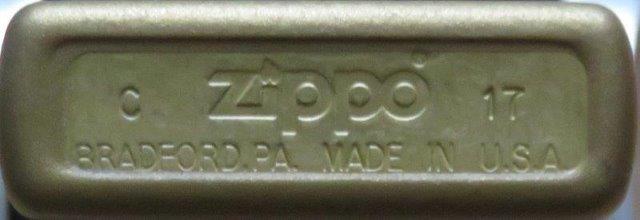 C zippo 17
BRADFORD.PA. MADE IN U.S.A